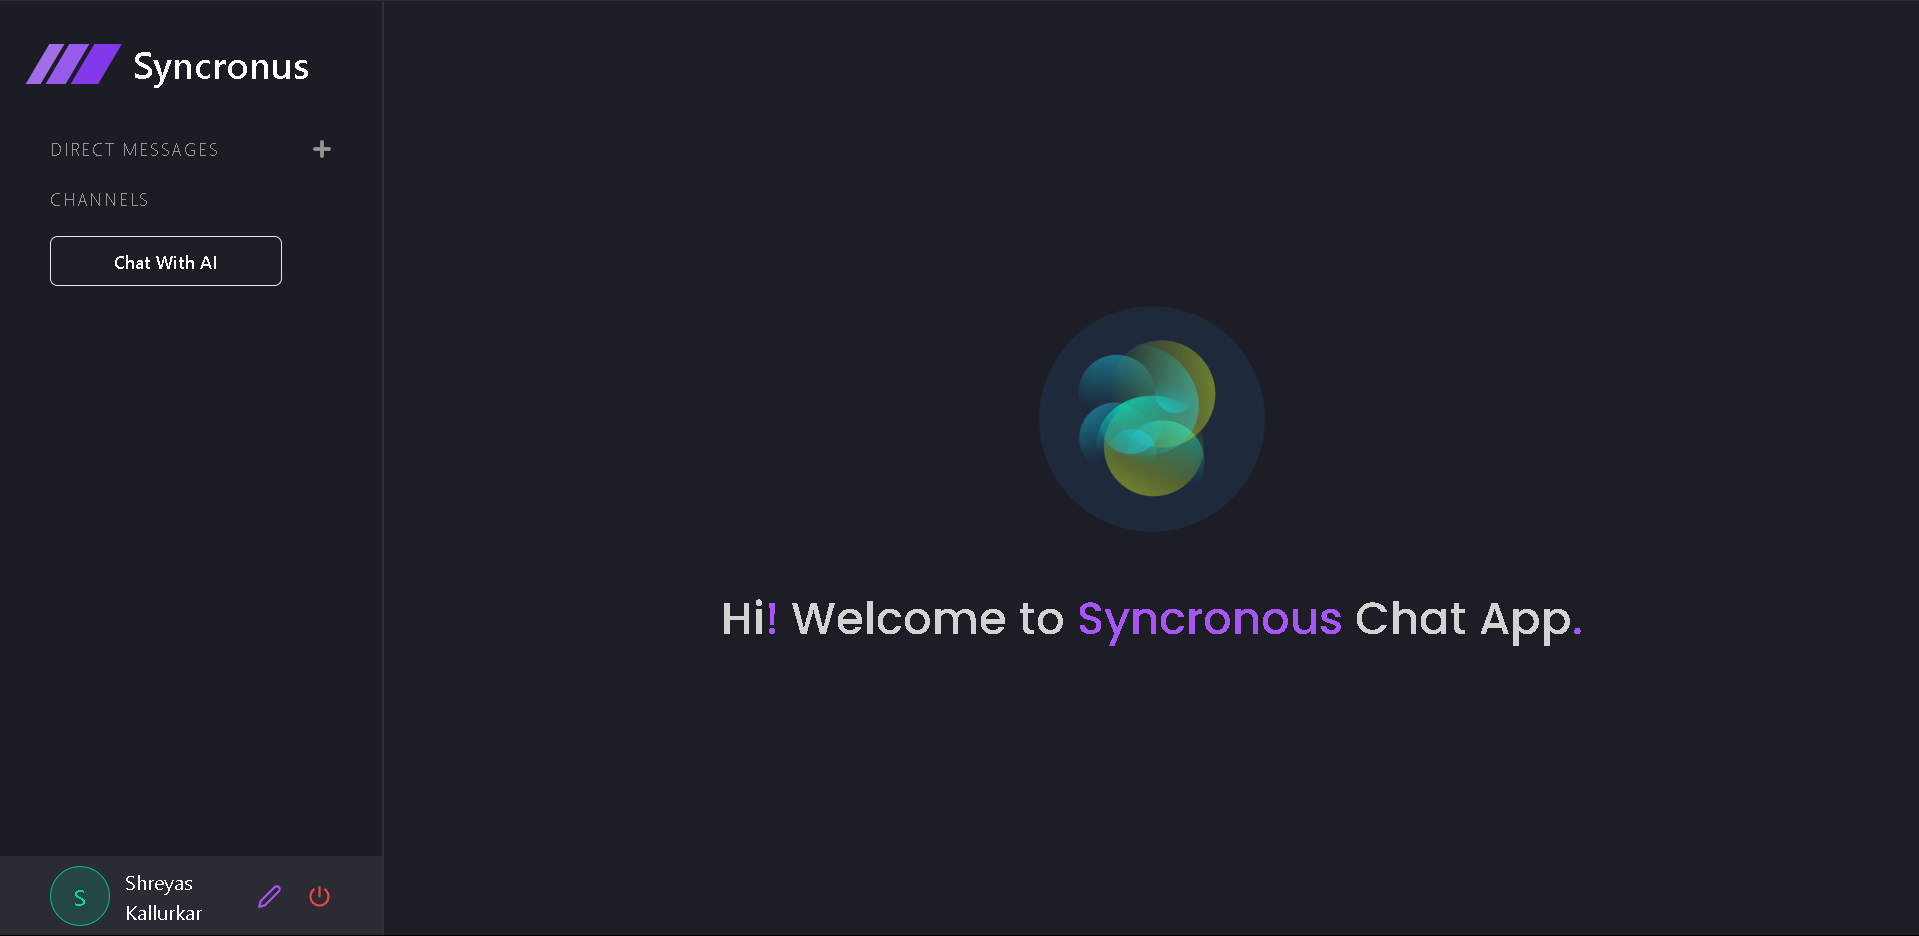 Syncronus
DIRECT MESSAGES
CHANNELS
Chat With AI
Hi! Welcome to Syncronous Chat App.
S
Shreyas
Kallurkar